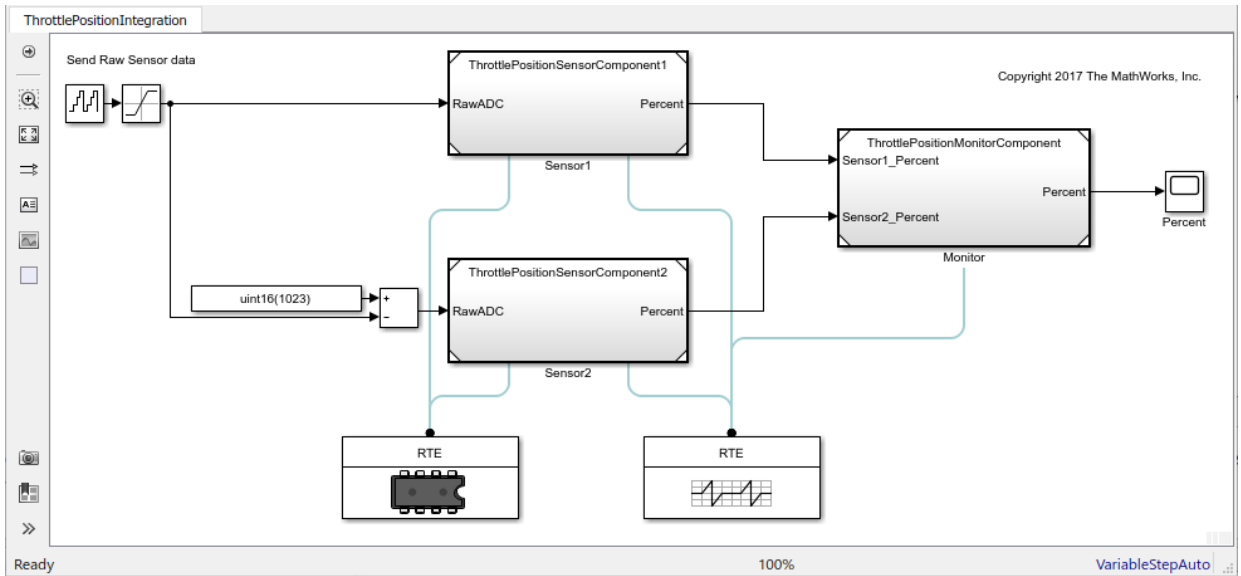 ThrottlePositionIntegration
Send Raw Sensor data
Copyright 2017 The MathWorks, Inc.
ThrottlePositionSensorComponent1
RawADC
Percent
Sensor1
ThrottlePositionMonitorComponent
Sensor1_Percent
Percent
Sensor2_Percent
Monitor
Percent
ThrottlePositionSensorComponent2
uint16(1023)
+
−
RawADC
Percent
Sensor2
RTE
RTE
Ready
100%
VariableStepAuto